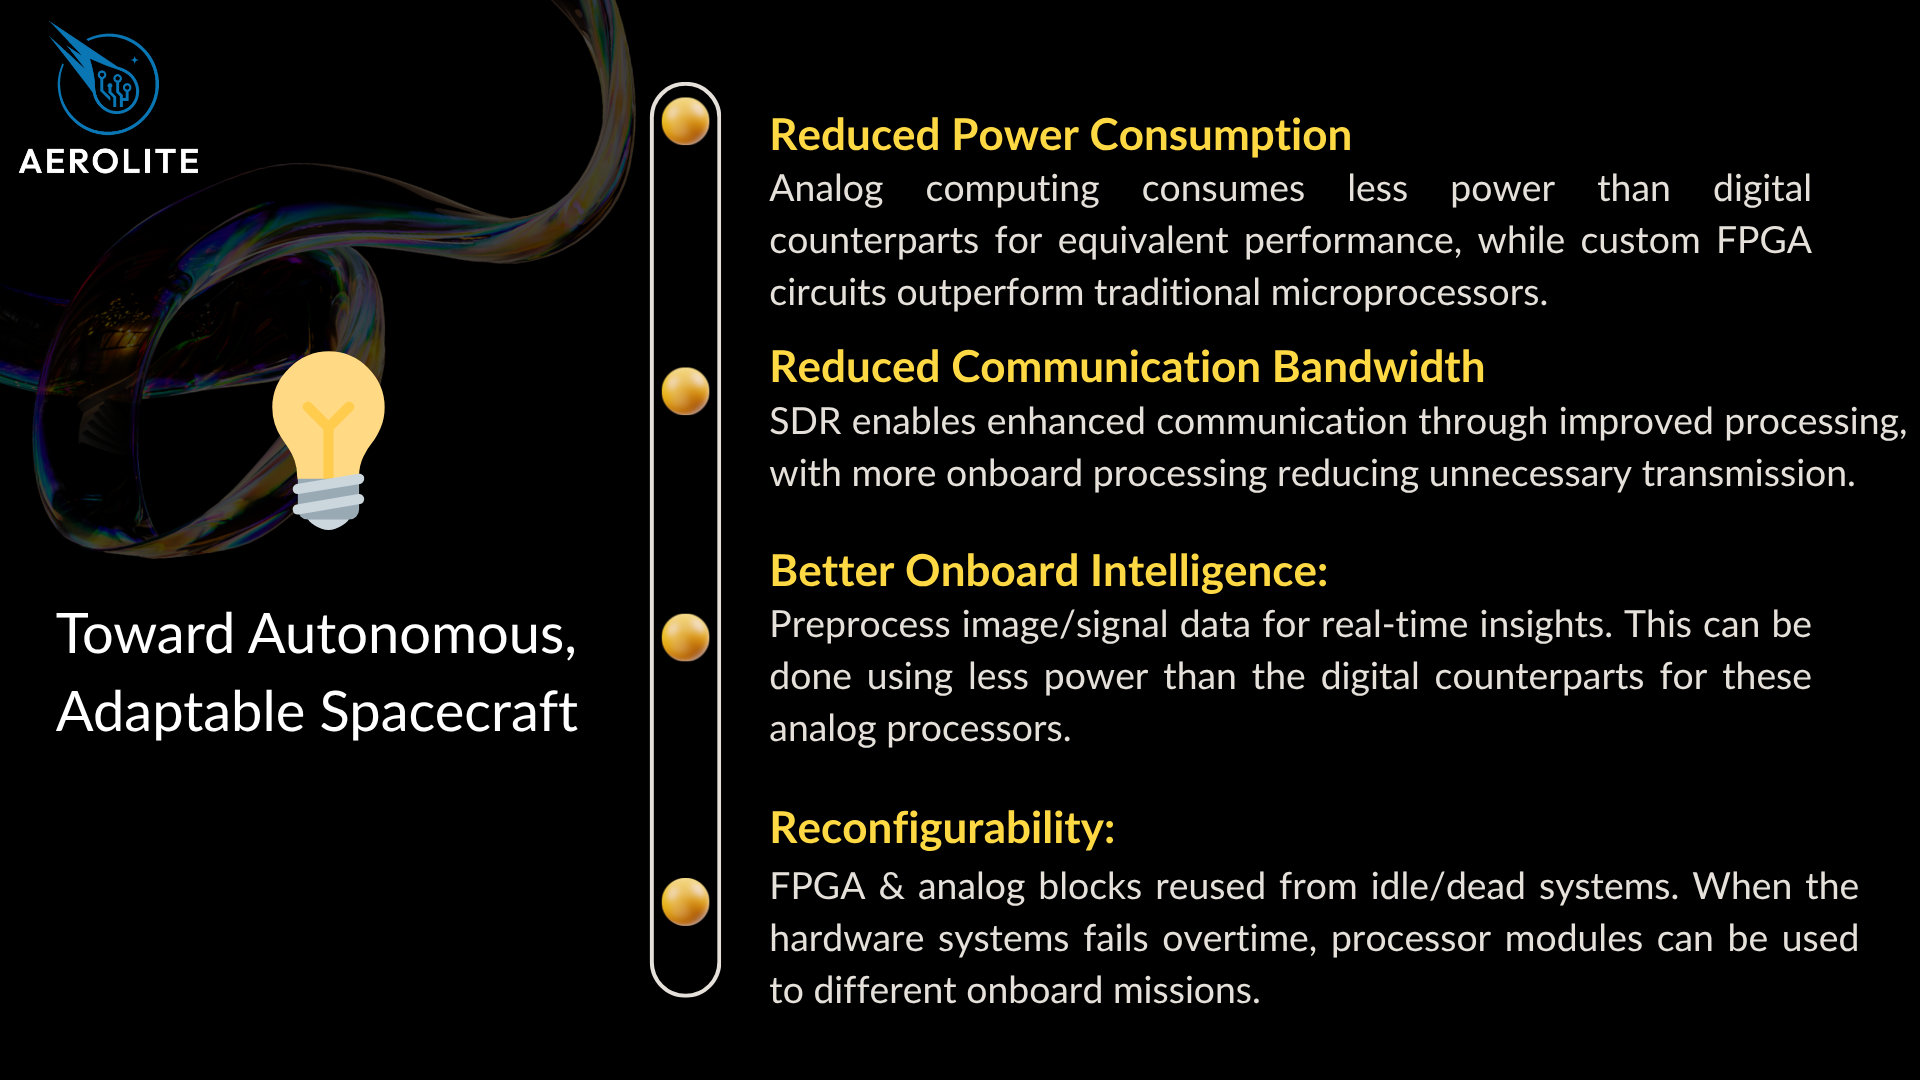 AEROLITE
Toward Autonomous,
Adaptable Spacecraft
Reduced Power Consumption
Analog computing consumes less power than digital
counterparts for equivalent performance, while custom FPGA
circuits outperform traditional microprocessors.
Reduced Communication Bandwidth
SDR enables enhanced communication through improved processing,
with more onboard processing reducing unnecessary transmission.
Better Onboard Intelligence:
Preprocess image/signal data for real-time insights. This can be
done using less power than the digital counterparts for these
analog processors.
Reconfigurability:
FPGA & analog blocks reused from idle/dead systems. When the
hardware systems fails overtime, processor modules can be used
to different onboard missions.